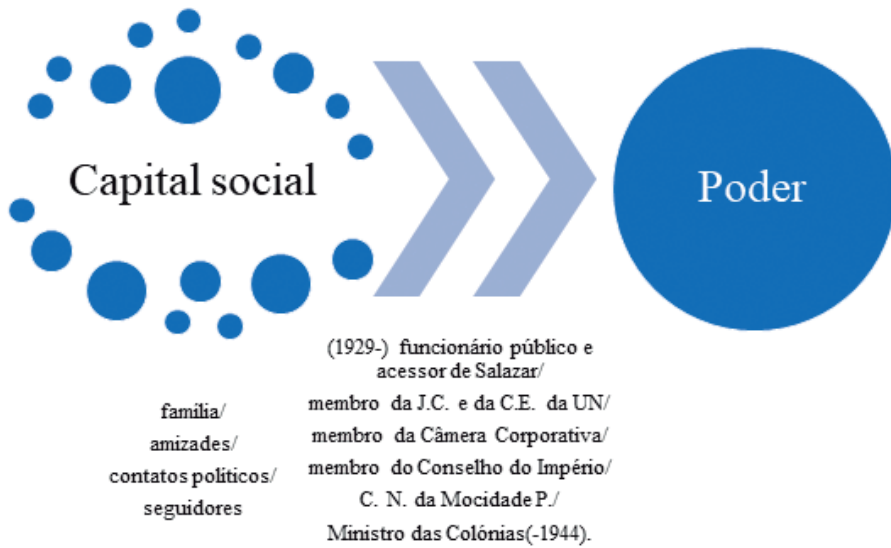 Capital social
Poder
família/
amizades/
contatos políticos/
seguidores
(1929-) funcionário público e
acessor de Salazar/
membro da J.C. e da C.E. da UN/
membro da Câmera Corporativa/
membro do Conselho do Império/
C. N. da Mocidade P./
Ministro das Colónias(-1944).